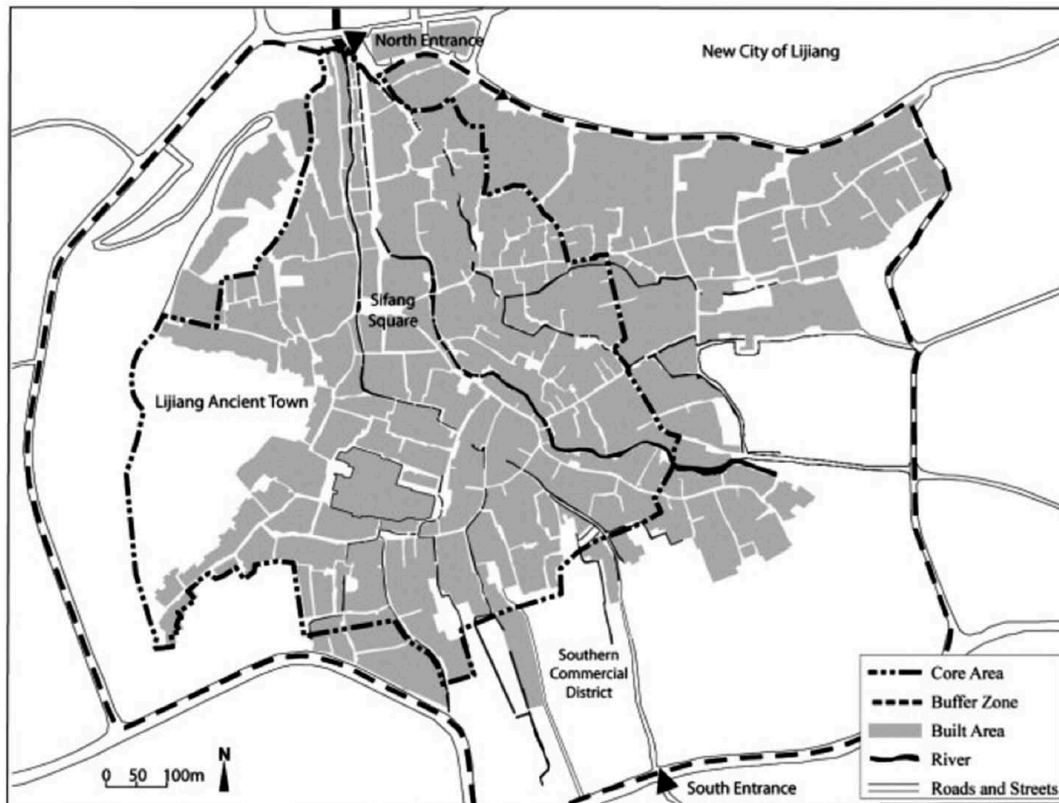 North Entrance
New City of Lijiang
Sifang
Square
Lijiang Ancient Town
Southern
Commercial
District
Core Area
Buffer Zone
Built Area
River
Roads and Streets
N
0 50 100m
South Entrance